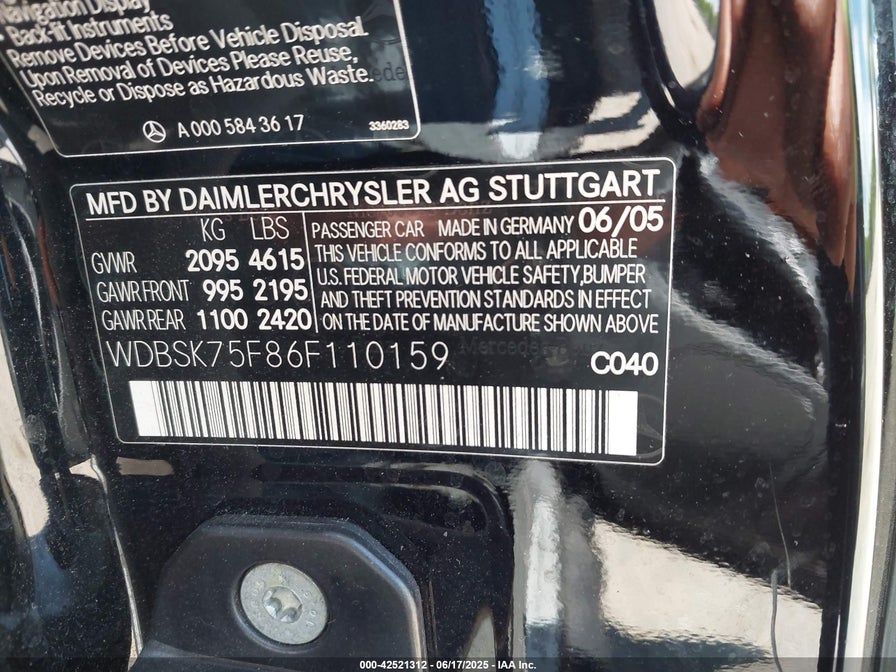 Navigation Display
• Back-fit Instruments
Remove Devices Before Vehicle Disposal.
Upon Removal of Devices Please Reuse,
Recycle or Dispose as Hazardous Waste.
A 000 584 36 17
3360283
MFD BY DAIMLERCHRYSLER AG STUTTGART
KG LBS
GVWR 2095 4615
GAWR FRONT 995 2195
GAWR REAR 1100 2420
PASSENGER CAR MADE IN GERMANY 06/05
THIS VEHICLE CONFORMS TO ALL APPLICABLE
U.S. FEDERAL MOTOR VEHICLE SAFETY,BUMPER
AND THEFT PREVENTION STANDARDS IN EFFECT
ON THE DATE OF MANUFACTURE SHOWN ABOVE
WDBSK75F86F110159
C040
000-42521312 | 06/17/2025 - IAA Inc.